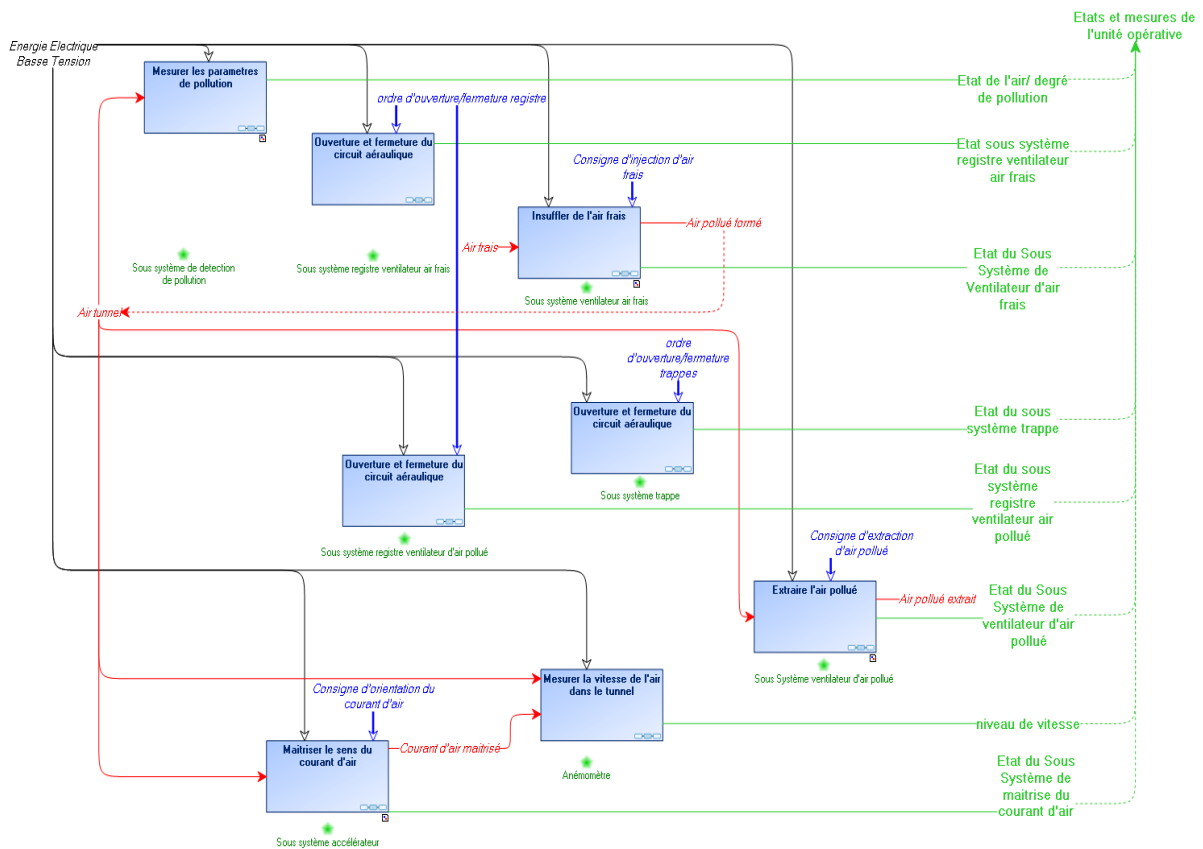 Etats et mesures de
l'unité opérative
Energie Electrique
Basse Tension
Mesurer les parametres
de pollution
Etat de l'air/ degré
de pollution
ordre d'ouverture/fermeture registre
Ouverture et fermeture du
circuit aéraulique
Etat sous système
registre ventilateur
air frais
Consigne d'injection d'air
frais
Insuffler de l'air frais
Air pollué formé
Air frais
Sous système de detection
de pollution
Sous système registre ventilateur air frais
Etat du Sous
Système de
Ventilateur d'air
frais
Sous système ventilateur air frais
Air tunnel
ordre
d'ouverture/fermeture
trappes
Ouverture et fermeture du
circuit aéraulique
Etat du sous
système trappe
Ouverture et fermeture du
circuit aéraulique
Sous système trappe
Etat du sous
système
registre
ventilateur air
pollué
Sous système registre ventilateur d'air pollué
Consigne d'extraction
d'air pollué
Extraire l'air pollué
Air pollué extrait
Etat du Sous
Système de
ventilateur d'air
pollué
Sous Système ventilateur d'air pollué
Mesurer la vitesse de l'air
dans le tunnel
Consigne d'orientation du
courant d'air
niveau de vitesse
Maitriser le sens du
courant d'air
Courant d'air maitrisé
Anémomètre
Etat du Sous
Système de
maitrise du
courant d'air
Sous système accélérateur